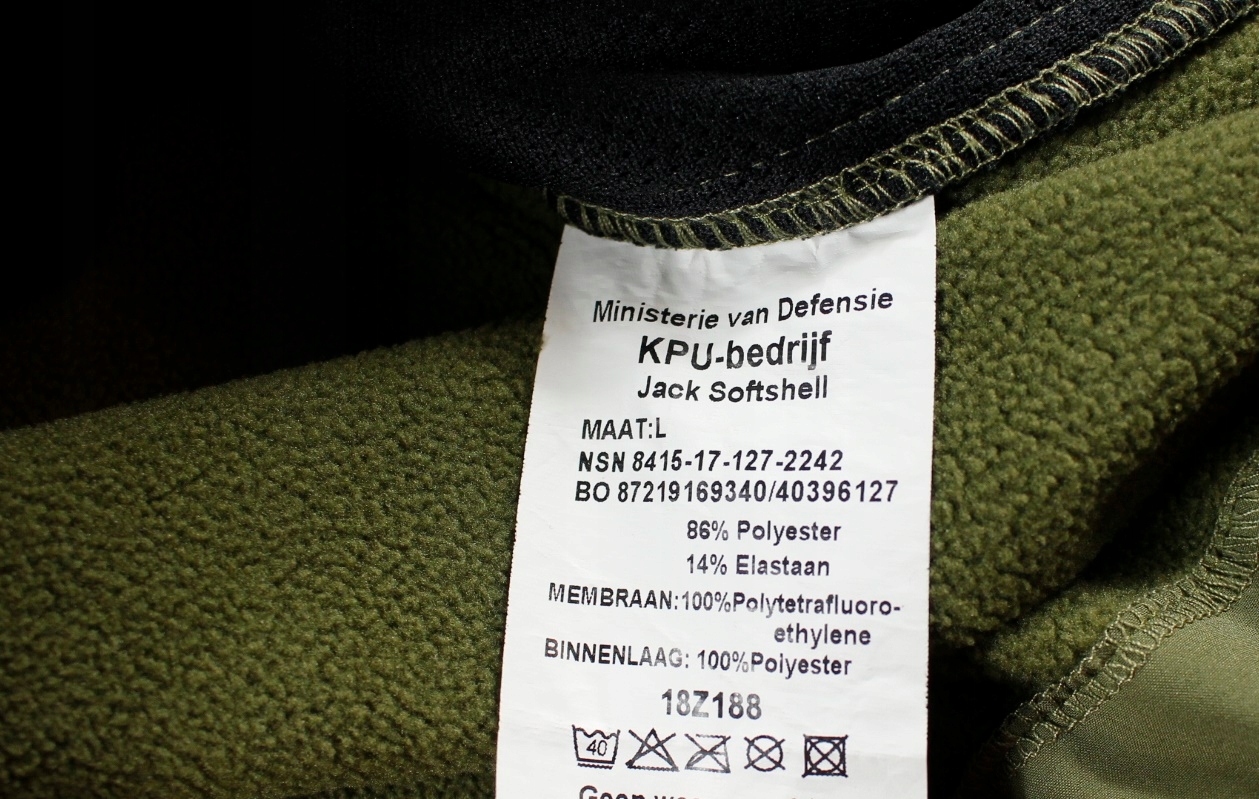 Ministerie van Defensie
KPU-bedrijf
Jack Softshell
MAAT:L
NSN 8415-17-127-2242
BO 87219169340/40396127
86% Polyester
14% Elastaan
MEMBRAAN:100%Polytetrafluoro-
ethylene
BINNENLAAG: 100%Polyester
18Z188
40
Geen